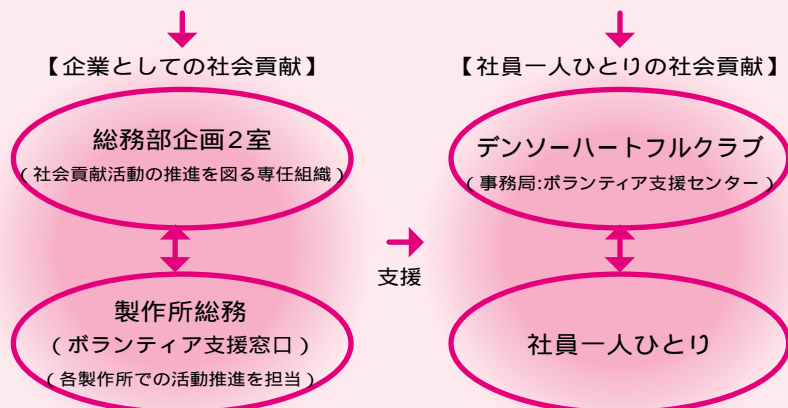 【企業としての社会貢献】
総務部企画2室
(社会貢献活動の推進を図る専任組織)
製作所総務
(ボランティア支援窓口)
(各製作所での活動推進を担当)
支援
【社員一人ひとりの社会貢献】
デンソーハートフルクラブ
(事務局:ボランティア支援センター)
社員一人ひとり